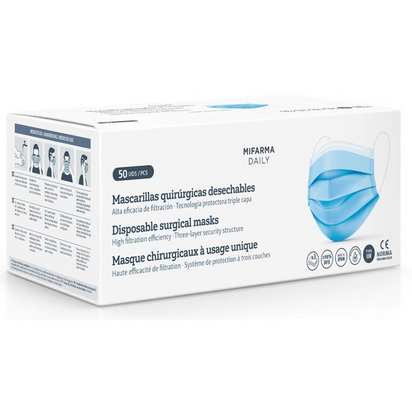 50 UDS / PCS
MIFARMA
DAILY
Mascarillas quirúrgicas desechables
Alta eficacia de filtración · Tecnología protectora triple capa
Disposable surgical masks
High filtration efficiency · Three-layer security structure
Masque chirurgicaux à usage unique
Haute efficacité de filtration · Système de protection à trois couches
x3
IIR
CE
NORMA